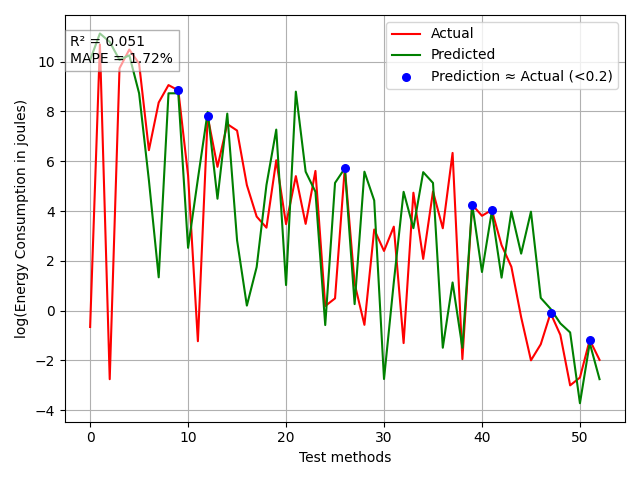 R² = 0.051
MAPE = 1.72%
Actual
Predicted
Prediction ≈ Actual (<0.2)
log(Energy Consumption in joules)
10
8
6
4
2
0
−2
−4
0 10 20 30 40 50
Test methods